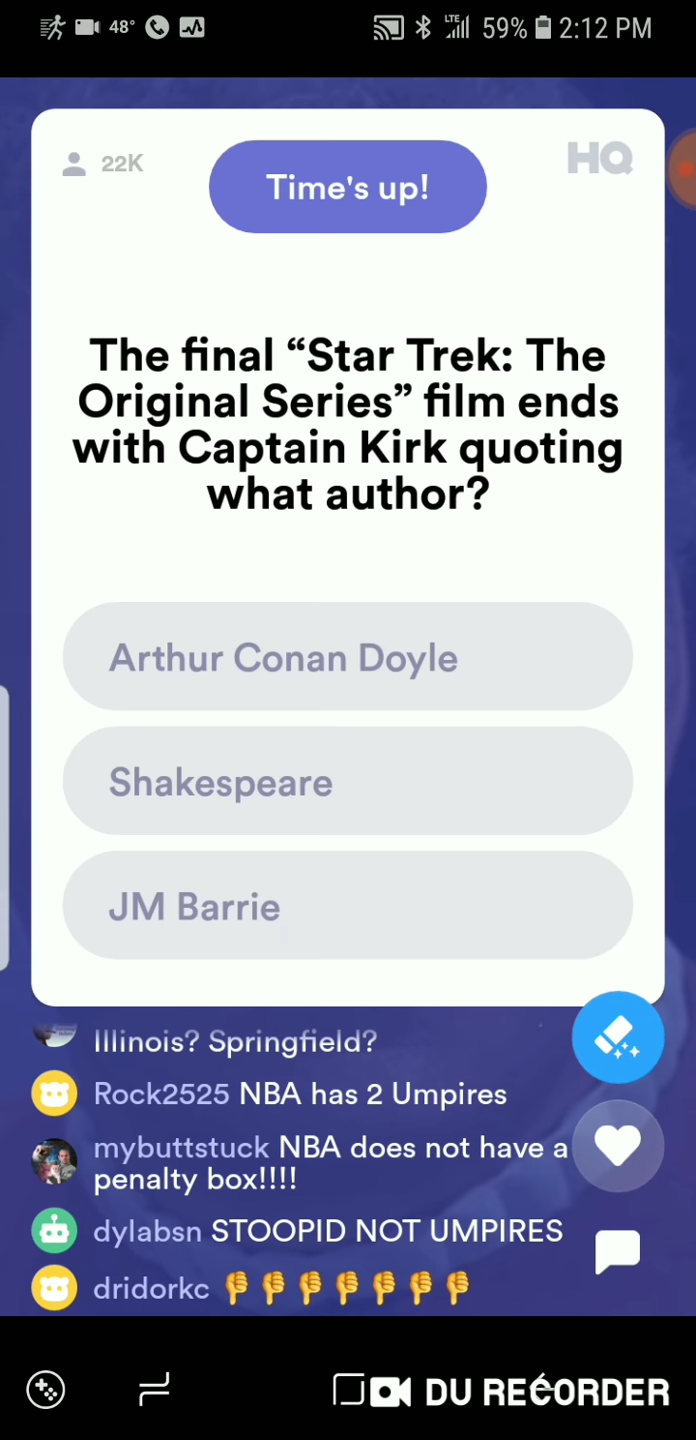 48° LTE 59% 2:12 PM
22K Time's up! HQ
The final “Star Trek: The
Original Series” film ends
with Captain Kirk quoting
what author?
Arthur Conan Doyle
Shakespeare
JM Barrie
Illinois? Springfield?
Rock2525 NBA has 2 Umpires
mybuttstuck NBA does not have a
penalty box!!!!
dylabsn STOOPID NOT UMPIRES
dridorkc 👎👎👎👎👎👎👎
DU RECORDER